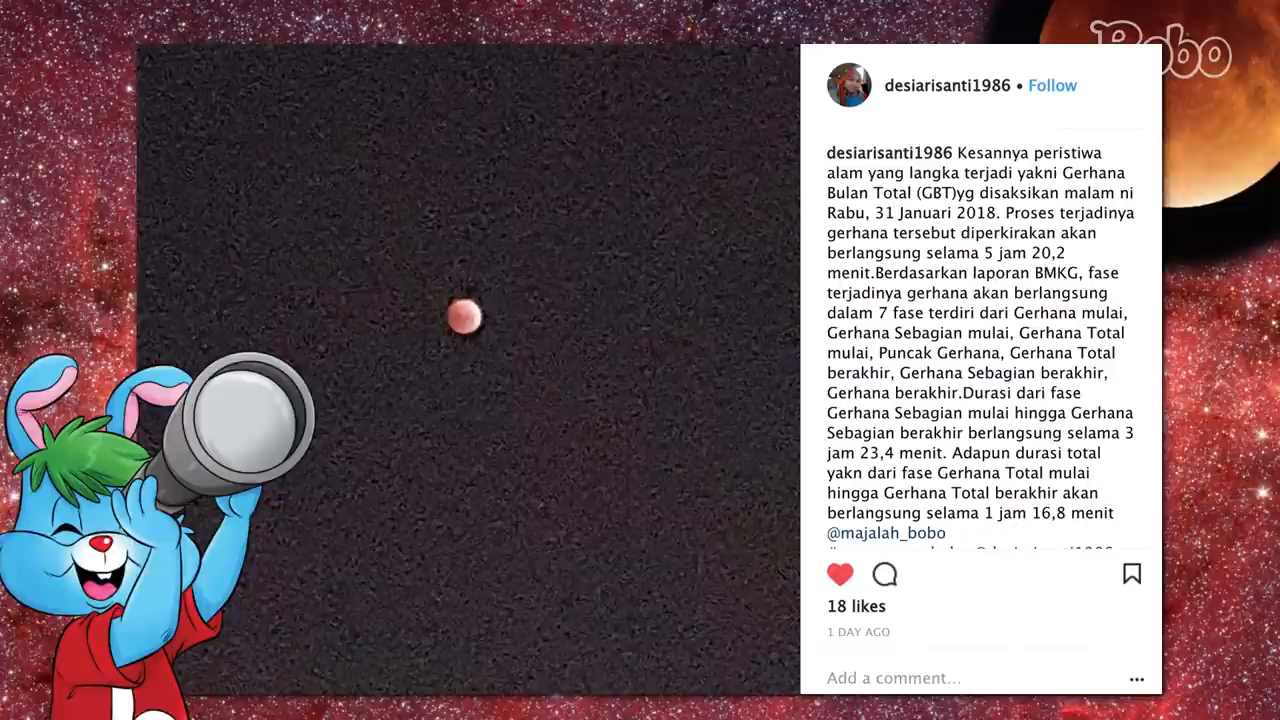 Bobo
desiarisanti1986 • Follow
desiarisanti1986 Kesannya peristiwa
alam yang langka terjadi yakni Gerhana
Bulan Total (GBT)yg disaksikan malam ni
Rabu, 31 Januari 2018. Proses terjadinya
gerhana tersebut diperkirakan akan
berlangsung selama 5 jam 20,2
menit.Berdasarkan laporan BMKG, fase
terjadinya gerhana akan berlangsung
dalam 7 fase terdiri dari Gerhana mulai,
Gerhana Sebagian mulai, Gerhana Total
mulai, Puncak Gerhana, Gerhana Total
berakhir, Gerhana Sebagian berakhir,
Gerhana berakhir.Durasi dari fase
Gerhana Sebagian mulai hingga Gerhana
Sebagian berakhir berlangsung selama 3
jam 23,4 menit. Adapun durasi total
yakn dari fase Gerhana Total mulai
hingga Gerhana Total berakhir akan
berlangsung selama 1 jam 16,8 menit
@majalah_bobo
18 likes
1 DAY AGO
Add a comment…